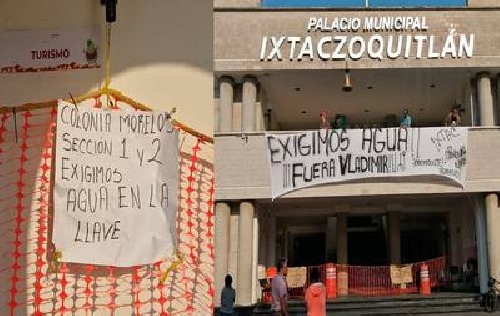 TURISMO
COLONIA MORELOS
SECCION 1 Y 2
EXIGIMOS
AGUA EN LA
LLAVE
PALACIO MUNICIPAL
IXTACZOQUITLÁN
EXIGIMOS AGUA!!
¡¡¡FUERA VLADIMIR!!!